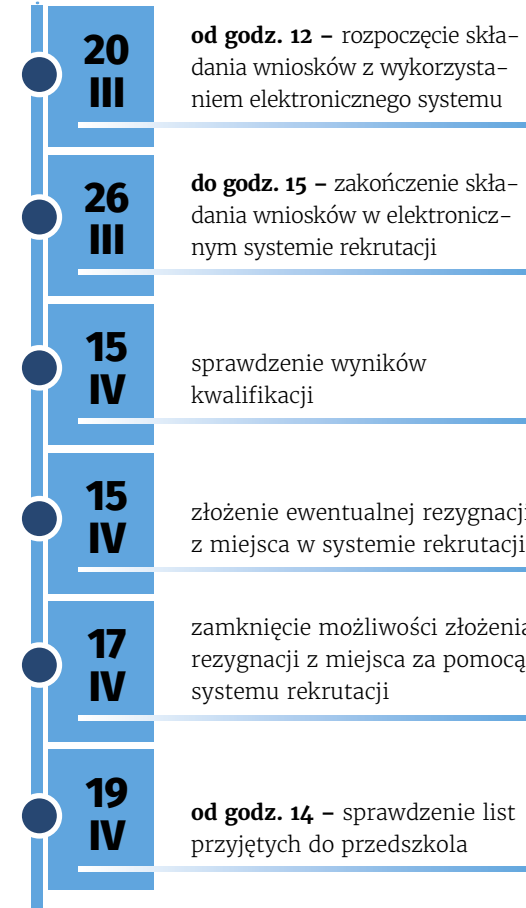 20
III
od godz. 12 – rozpoczęcie skła-
dania wniosków z wykorzysta-
niem elektronicznego systemu
26
III
do godz. 15 – zakończenie skła-
dania wniosków w elektronicz-
nym systemie rekrutacji
15
IV
sprawdzenie wyników
kwalifikacji
15
IV
złożenie ewentualnej rezygnacji
z miejsca w systemie rekrutacji
17
IV
zamknięcie możliwości złożenia
rezygnacji z miejsca za pomocą
systemu rekrutacji
19
IV
od godz. 14 – sprawdzenie list
przyjętych do przedszkola